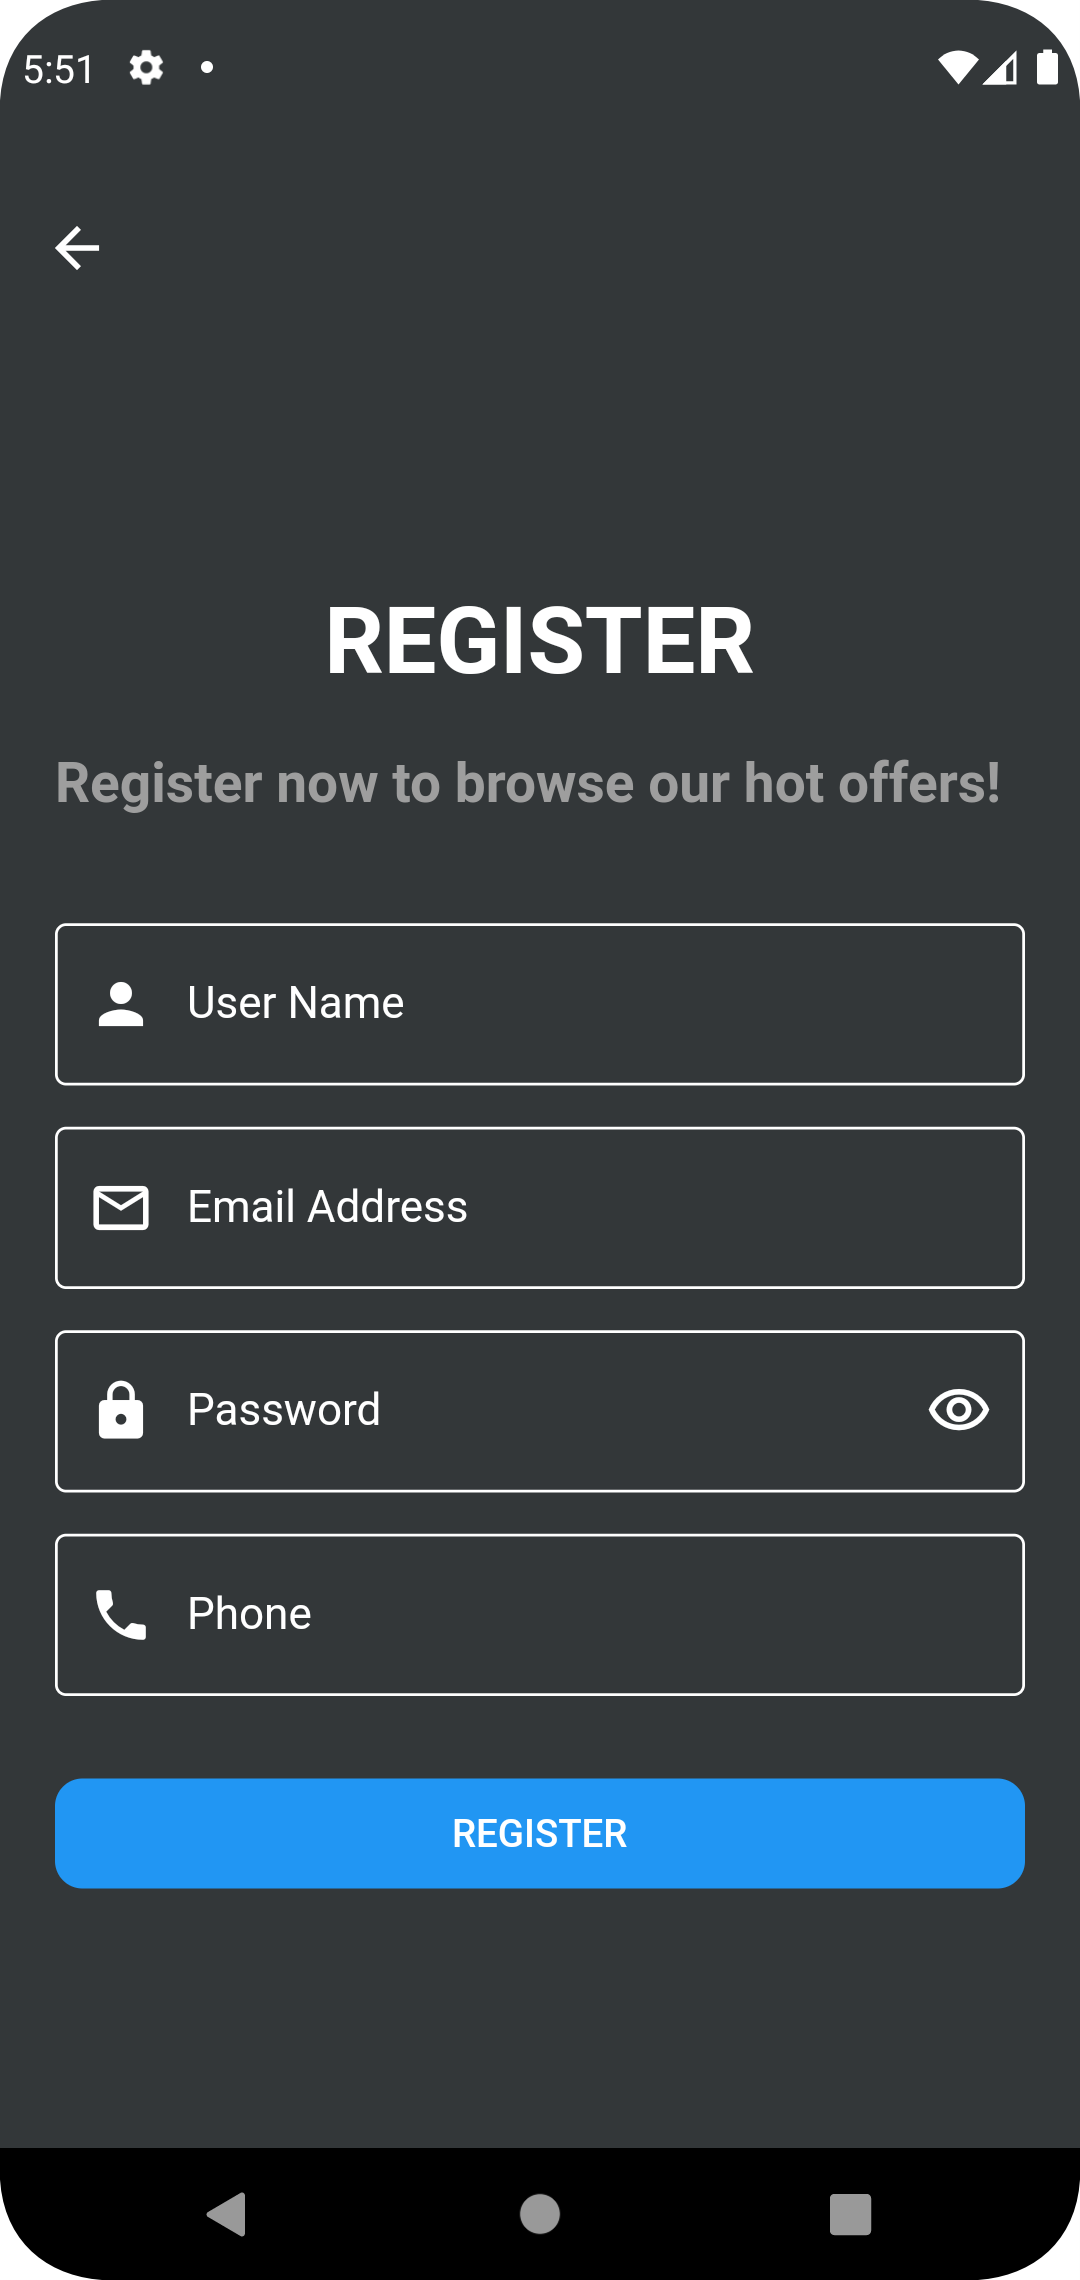 5:51
REGISTER
Register now to browse our hot offers!
User Name
Email Address
Password
Phone
REGISTER